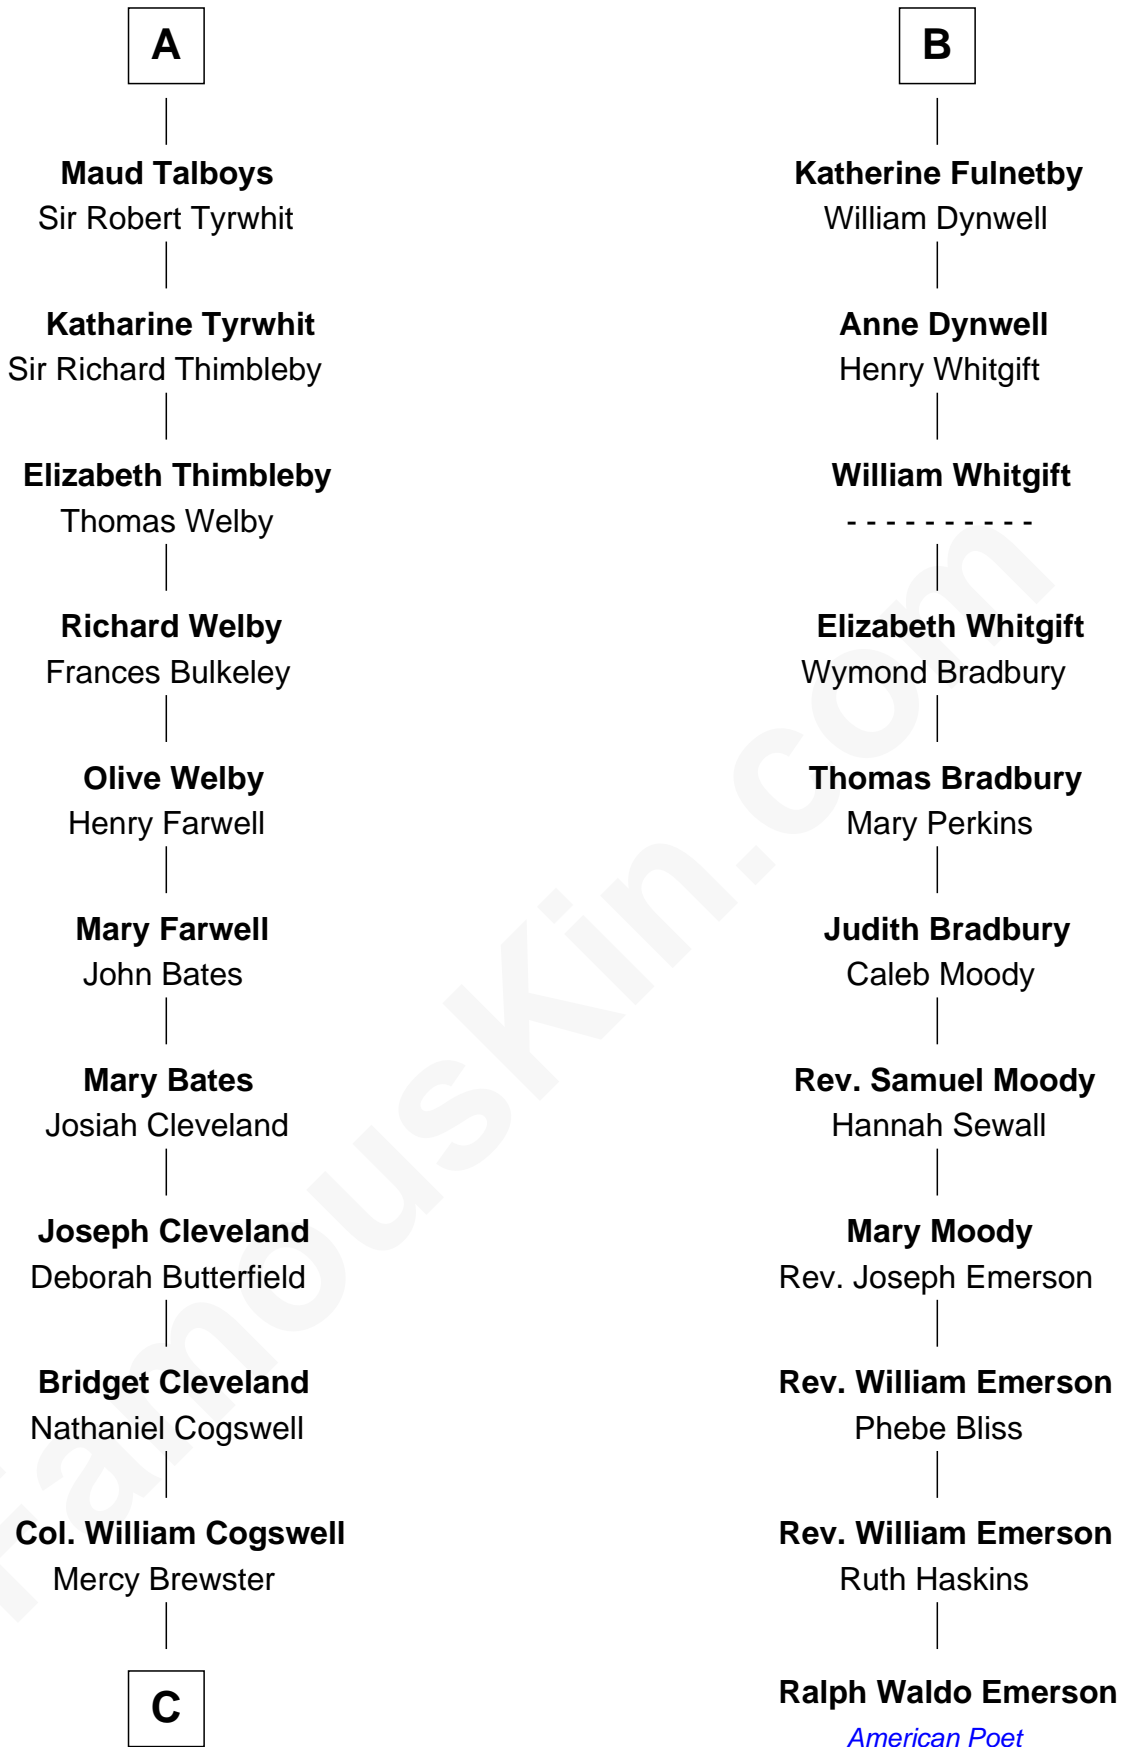 A
Maud Talboys
Sir Robert Tyrwhit
Katharine Tyrwhit
Sir Richard Thimbleby
Elizabeth Thimbleby
Thomas Welby
Richard Welby
Frances Bulkeley
Olive Welby
Henry Farwell
Mary Farwell
John Bates
Mary Bates
Josiah Cleveland
Joseph Cleveland
Deborah Butterfield
Bridget Cleveland
Nathaniel Cogswell
Col. William Cogswell
Mercy Brewster
C
B
Katherine Fulnetby
William Dynwell
Anne Dynwell
Henry Whitgift
William Whitgift
- - - - - - - - - -
Elizabeth Whitgift
Wymond Bradbury
Thomas Bradbury
Mary Perkins
Judith Bradbury
Caleb Moody
Rev. Samuel Moody
Hannah Sewall
Mary Moody
Rev. Joseph Emerson
Rev. William Emerson
Phebe Bliss
Rev. William Emerson
Ruth Haskins
Ralph Waldo Emerson
American Poet
FamousKin.com